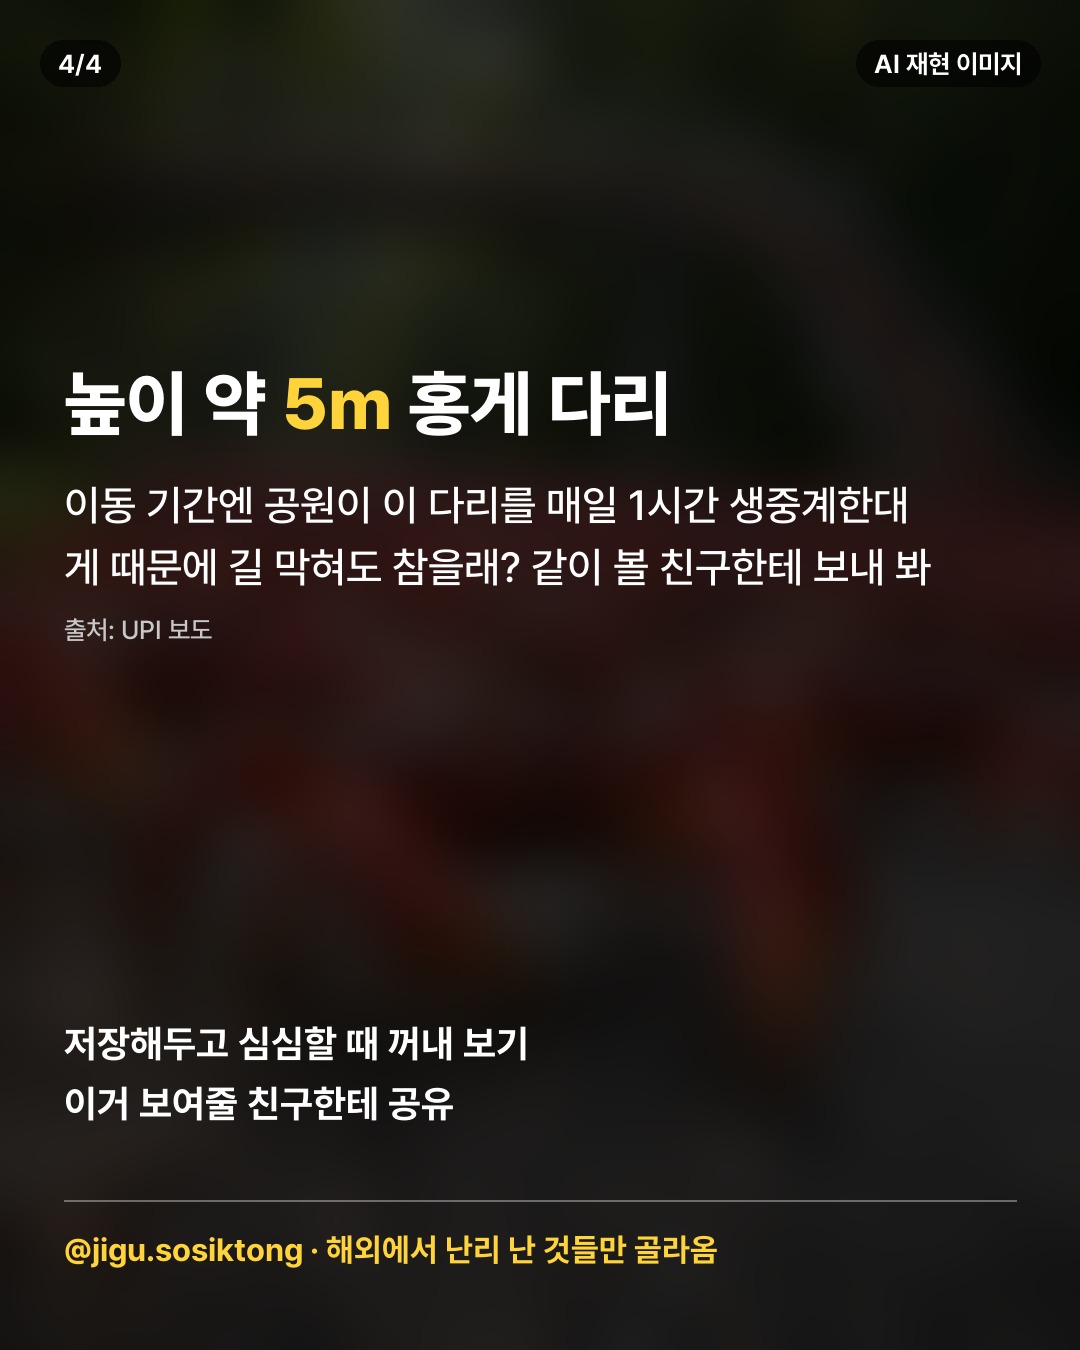 4/4
AI 재현 이미지
높이 약 5m 홍게 다리
이동 기간엔 공원이 이 다리를 매일 1시간 생중계한대
게 때문에 길 막혀도 참을래? 같이 볼 친구한테 보내 봐
출처: UPI 보도
저장해두고 심심할 때 꺼내 보기
이거 보여줄 친구한테 공유
@jigu.sosiktong · 해외에서 난리 난 것들만 골라옴